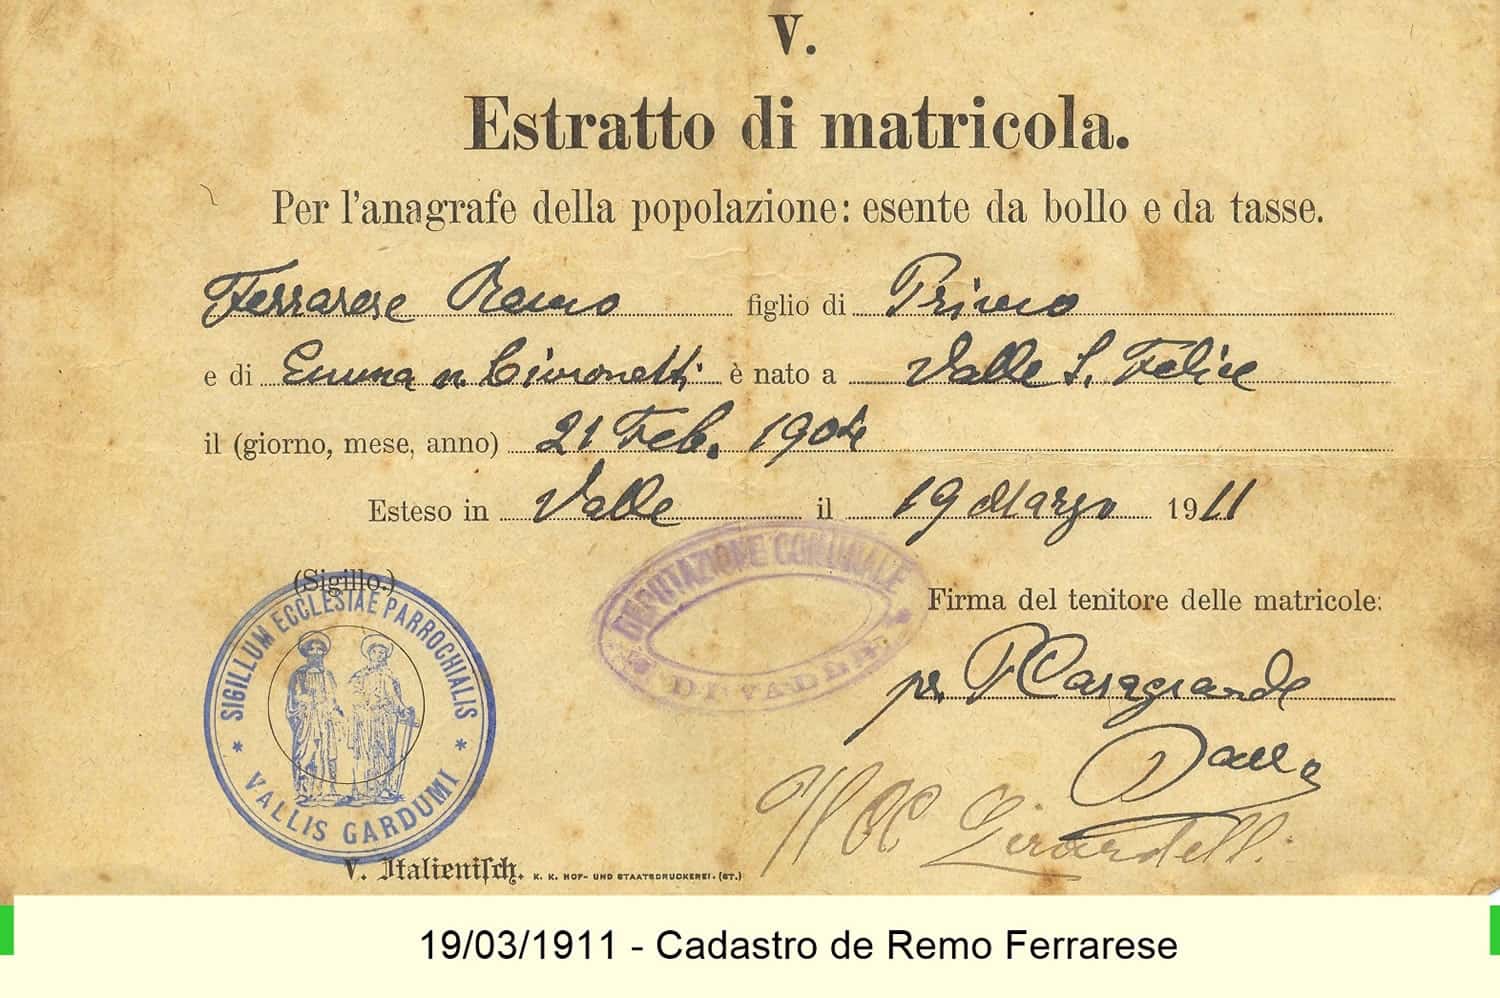 V.
Estratto di matricola.
Per l'anagrafe della popolazione: esente da bollo e da tasse.
Ferrarese Remo figlio di Primo
e di Emma n. Cimonetti è nato a Valle S. Felice
il (giorno, mese, anno) 21 Feb. 1904
Esteso in Valle il 19 Marzo 1911
(Sigillo.)
SIGILLUM ECCLESIAE PARROCHIALIS
* VALLIS GARDUMI *
DEPUTAZIONE COMUNALE
DI VALLE
Firma del tenitore delle matricole:
P Casagrande
Girardelli
V. Italieniſch. K. K. HOF- UND STAATSDRUCKEREI. (ST.)
19/03/1911 - Cadastro de Remo Ferrarese